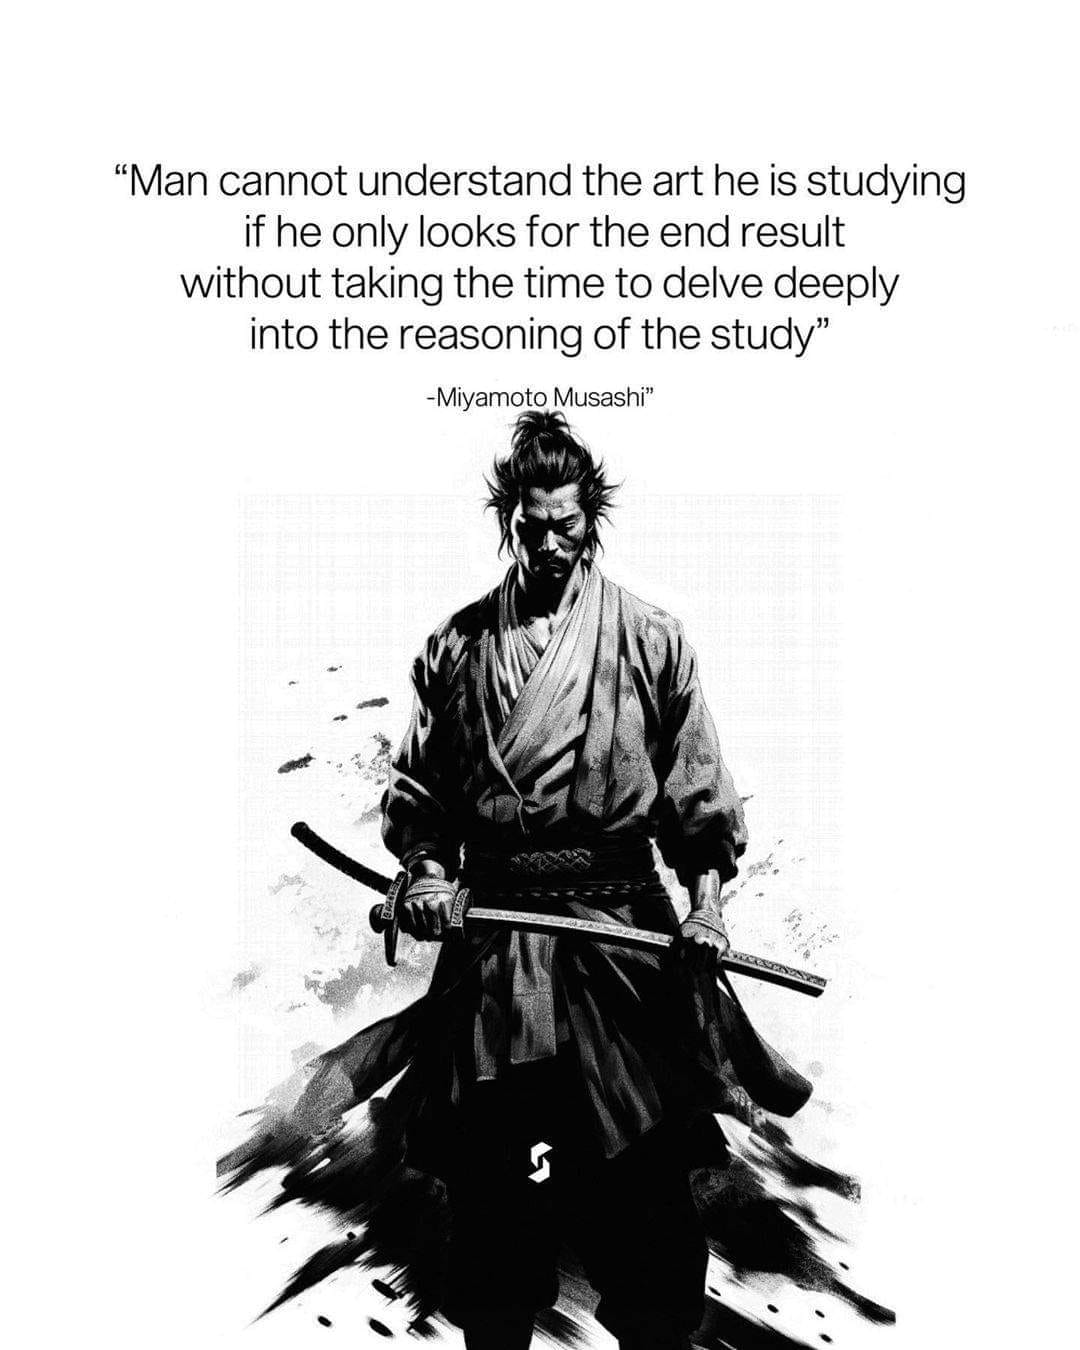 “Man cannot understand the art he is studying
if he only looks for the end result
without taking the time to delve deeply
into the reasoning of the study”
-Miyamoto Musashi”